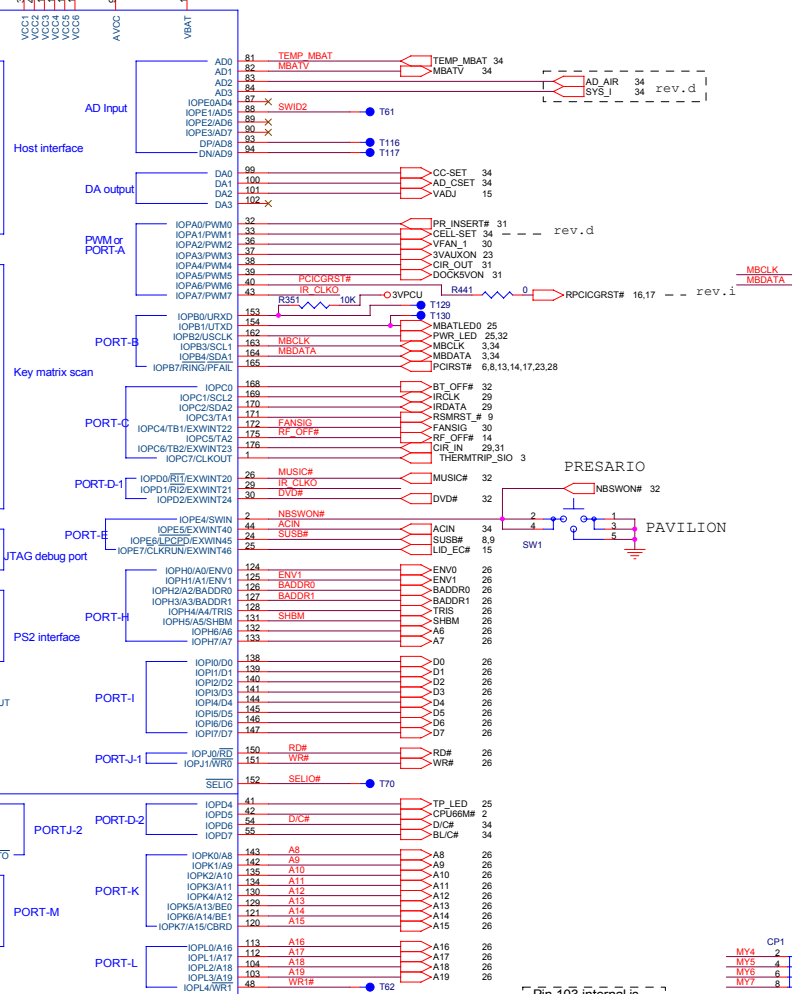 VCC1
VCC2
VCC3
VCC4
VCC5
VCC6
AVCC
VBAT
AD Input
AD0 81 TEMP_MBAT TEMP_MBAT 34
AD1 82 MBATV MBATV 34
AD2 83 AD_AIR 34
AD3 84 SYS_I 34 rev.d
IOPE0AD4 87
IOPE1/AD5 88 SWID2 T61
IOPE2/AD6 89
IOPE3/AD7 90
DP/AD8 93 T116
DN/AD9 94 T117
Host interface
DA output
DA0 99 CC-SET 34
DA1 100 AD_CSET 34
DA2 101 VADJ 15
DA3 102
PWM or
PORT-A
IOPA0/PWM0 32 PR_INSERT# 31
IOPA1/PWM1 33 CELL-SET 34 rev.d
IOPA2/PWM2 36 VFAN_1 30
IOPA3/PWM3 37 3VAUXON 23
IOPA4/PWM4 38 CIR_OUT 31
IOPA5/PWM5 39 DOCK5VON 31
IOPA6/PWM6 40 PCICGRST# R441 0 RPCICGRST# 16,17 rev.i
IOPA7/PWM7 43 IR_CLKO
R351 10K 3VPCU
MBCLK
MBDATA
PORT-B
IOPB0/URXD 153 T129
IOPB1/UTXD 154 T130
MBATLED0 25
IOPB2/USCLK 162 PWR_LED 25,32
IOPB3/SCL1 163 MBCLK MBCLK 3,34
IOPB4/SDA1 164 MBDATA MBDATA 3,34
IOPB7/RING/PFAIL 165 PCIRST# 6,8,13,14,17,23,28
Key matrix scan
PORT-C
IOPC0 168 BT_OFF# 32
IOPC1/SCL2 169 IRCLK 29
IOPC2/SDA2 170 IRDATA 29
IOPC3/TA1 171 RSMRST_# 9
IOPC4/TB1/EXWINT22 172 FANSIG FANSIG 30
IOPC5/TA2 175 RF_OFF# RF_OFF# 14
IOPC6/TB2/EXWINT23 176 CIR_IN 29,31
IOPC7/CLKOUT 1 THERMTRIP_SIO 3
PORT-D-1
IOPD0/RI1/EXWINT20 26 MUSIC# MUSIC# 32
IOPD1/RI2/EXWINT21 29 IR_CLKO
IOPD2/EXWINT24 30 DVD# DVD# 32
PRESARIO
NBSWON# 32
PORT-E
IOPE4/SWIN 2 NBSWON#
IOPE5/EXWINT40 44 ACIN ACIN 34
IOPE6/LPCPD/EXWIN45 24 SUSB# SUSB# 8,9
IOPE7/CLKRUN/EXWINT46 25 LID_EC# 15
2 1
4 3
5
SW1
PAVILION
JTAG debug port
PORT-H
IOPH0/A0/ENV0 124 ENV0 26
IOPH1/A1/ENV1 125 ENV1 ENV1 26
IOPH2/A2/BADDR0 126 BADDR0 BADDR0 26
IOPH3/A3/BADDR1 127 BADDR1 BADDR1 26
IOPH4/A4/TRIS 128 TRIS 26
IOPH5/A5/SHBM 131 SHBM SHBM 26
IOPH6/A6 132 A6 26
IOPH7/A7 133 A7 26
PS2 interface
PORT-I
IOPI0/D0 138 D0 26
IOPI1/D1 139 D1 26
IOPI2/D2 140 D2 26
IOPI3/D3 141 D3 26
IOPI4/D4 144 D4 26
IOPI5/D5 145 D5 26
IOPI6/D6 146 D6 26
IOPI7/D7 147 D7 26
UT
PORT-J-1
IOPJ0/RD 150 RD# RD# 26
IOPJ1/WR0 151 WR# WR# 26
SELIO 152 SELIO# T70
PORTJ-2
PORT-D-2
IOPD4 41 TP_LED 25
IOPD5 42 CPU66M# 2
IOPD6 54 D/C# D/C# 34
IOPD7 55 BL/C# 34
PORT-K
IOPK0/A8 143 A8 A8 26
IOPK1/A9 142 A9 A9 26
IOPK2/A10 135 A10 A10 26
IOPK3/A11 134 A11 A11 26
IOPK4/A12 130 A12 A12 26
IOPK5/A13/BE0 129 A13 A13 26
IOPK6/A14/BE1 121 A14 A14 26
IOPK7/A15/CBRD 120 A15 A15 26
PORT-M
PORT-L
IOPL0/A16 113 A16 A16 26
IOPL1/A17 112 A17 A17 26
IOPL2/A18 104 A18 A18 26
IOPL3/A19 103 A19 A19 26
IOPL4/WR1 48 WR1# T62
CP1
MY4 2
MY5 4
MY6 6
MY7 8
Pin 103 internal is